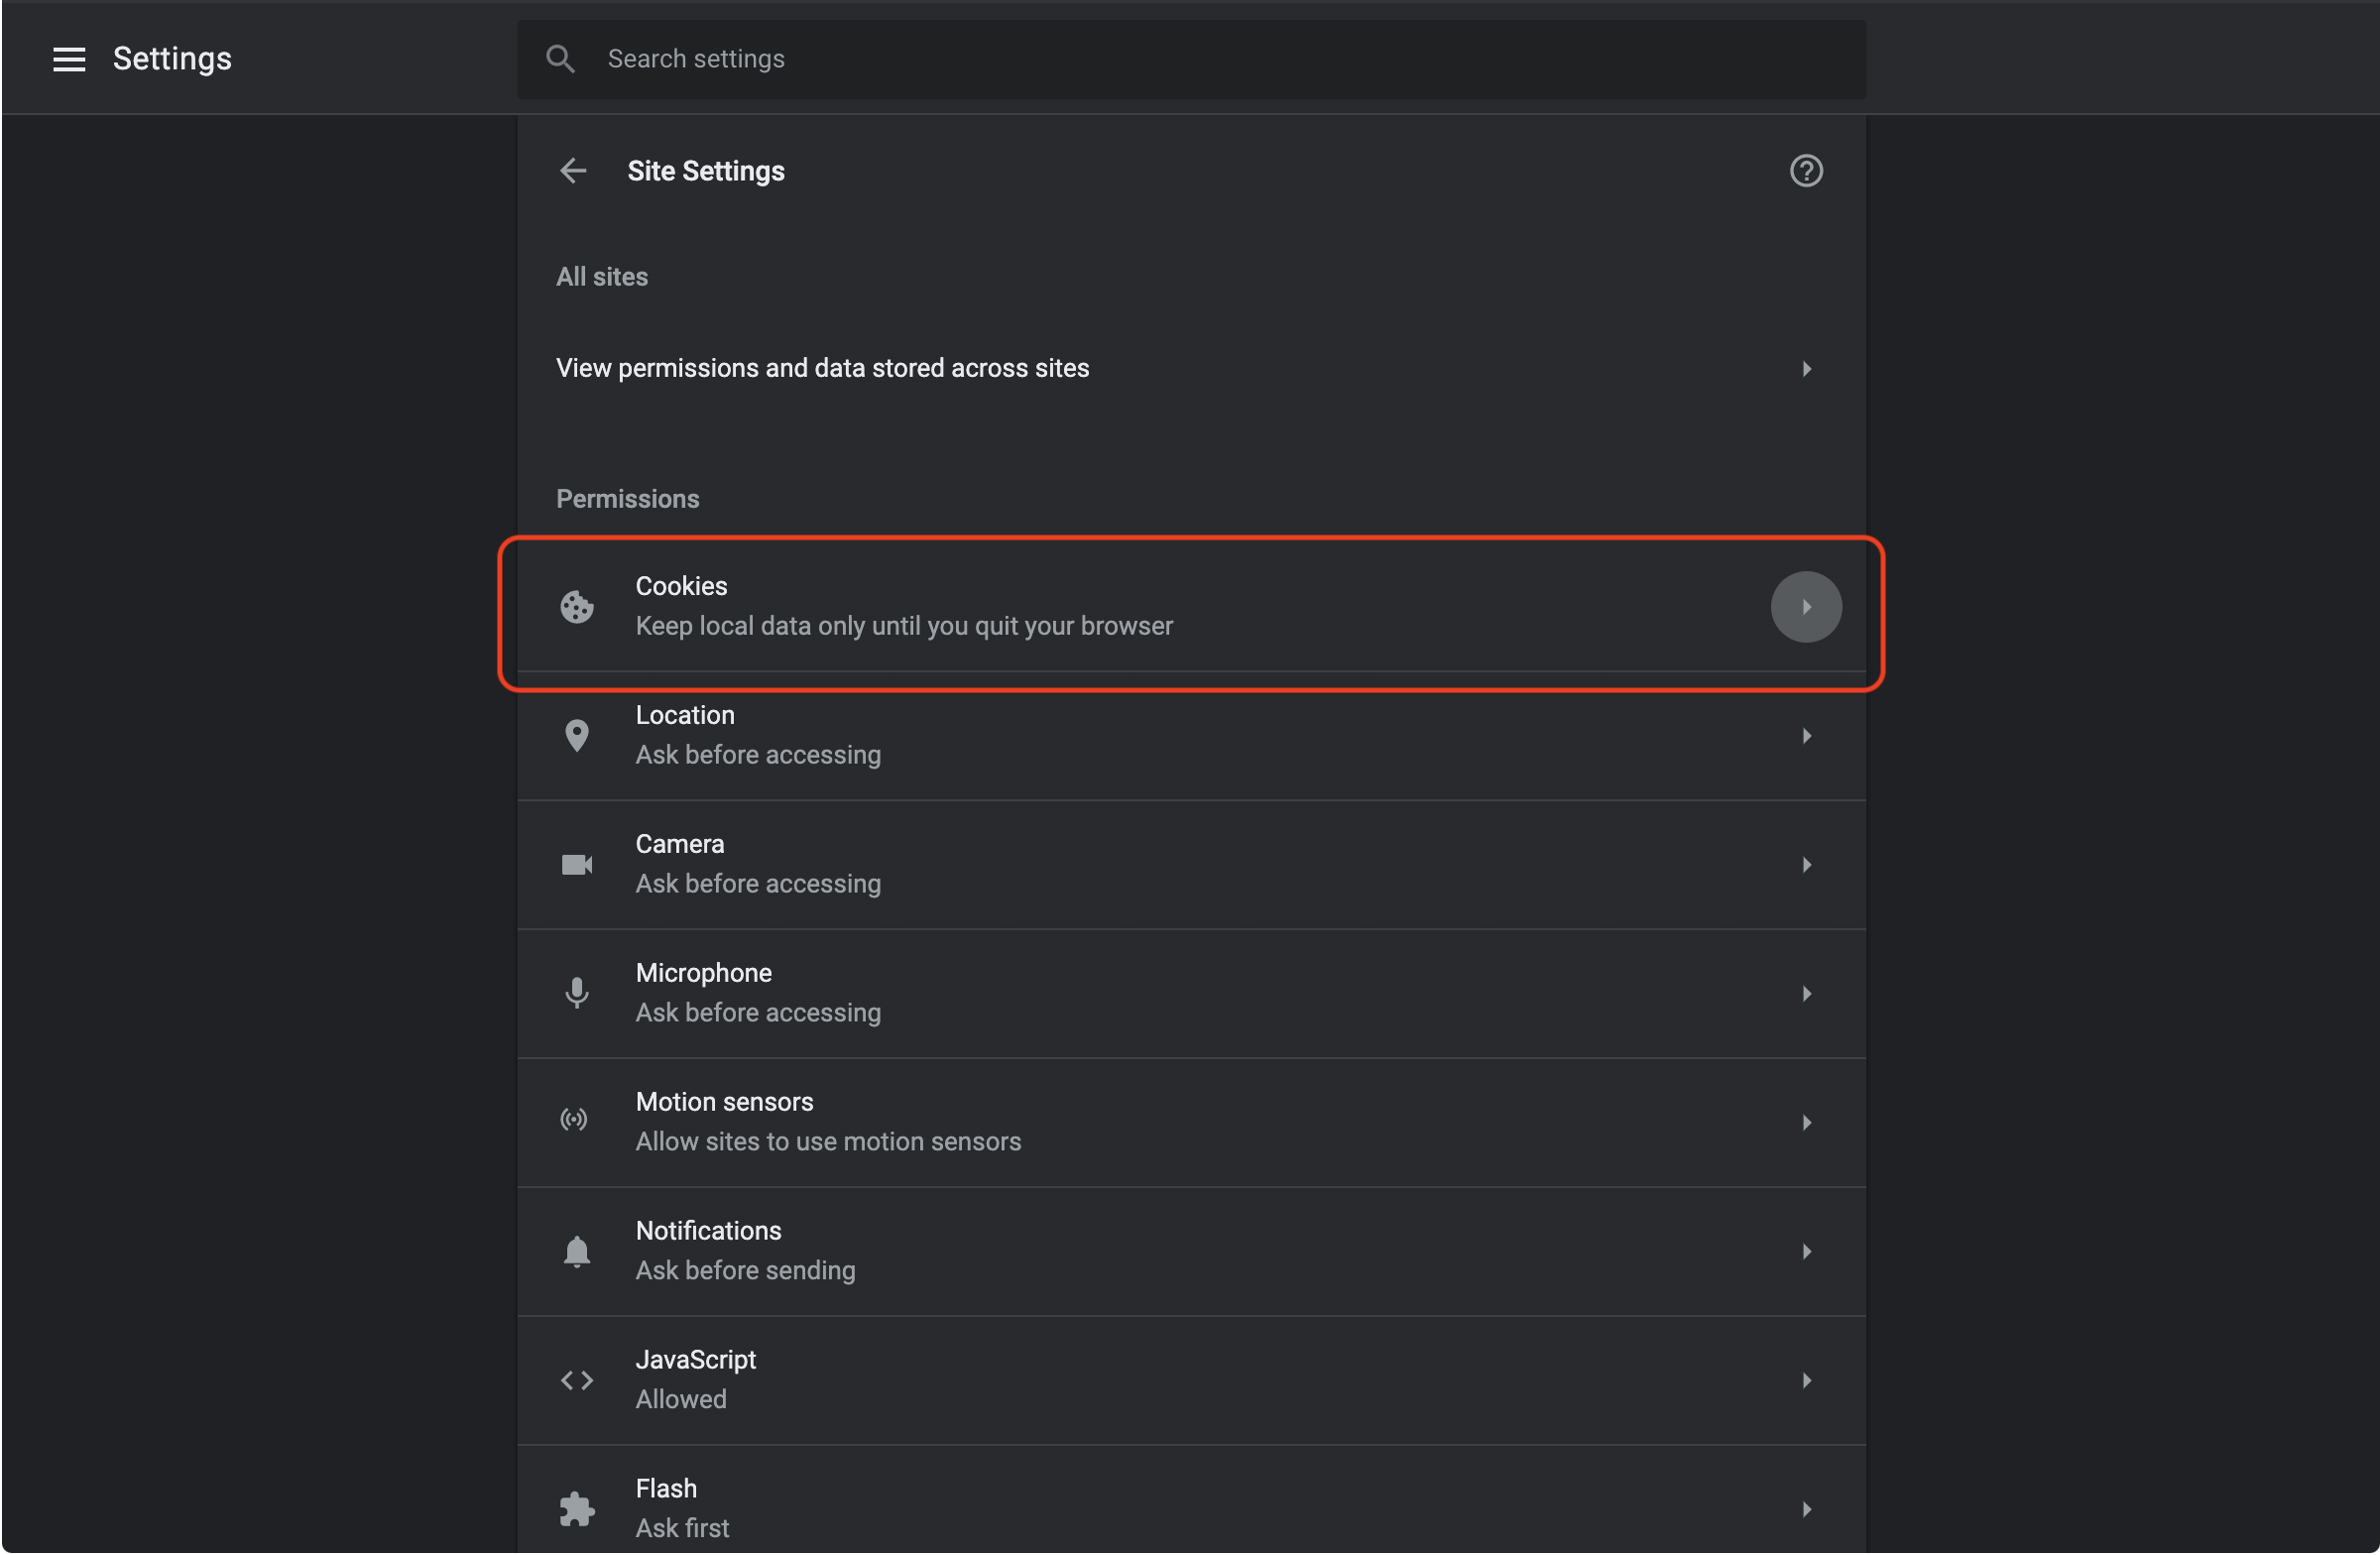 Settings
Search settings
Site Settings
All sites
View permissions and data stored across sites
Permissions
Cookies
Keep local data only until you quit your browser
Location
Ask before accessing
Camera
Ask before accessing
Microphone
Ask before accessing
Motion sensors
Allow sites to use motion sensors
Notifications
Ask before sending
JavaScript
Allowed
Flash
Ask first